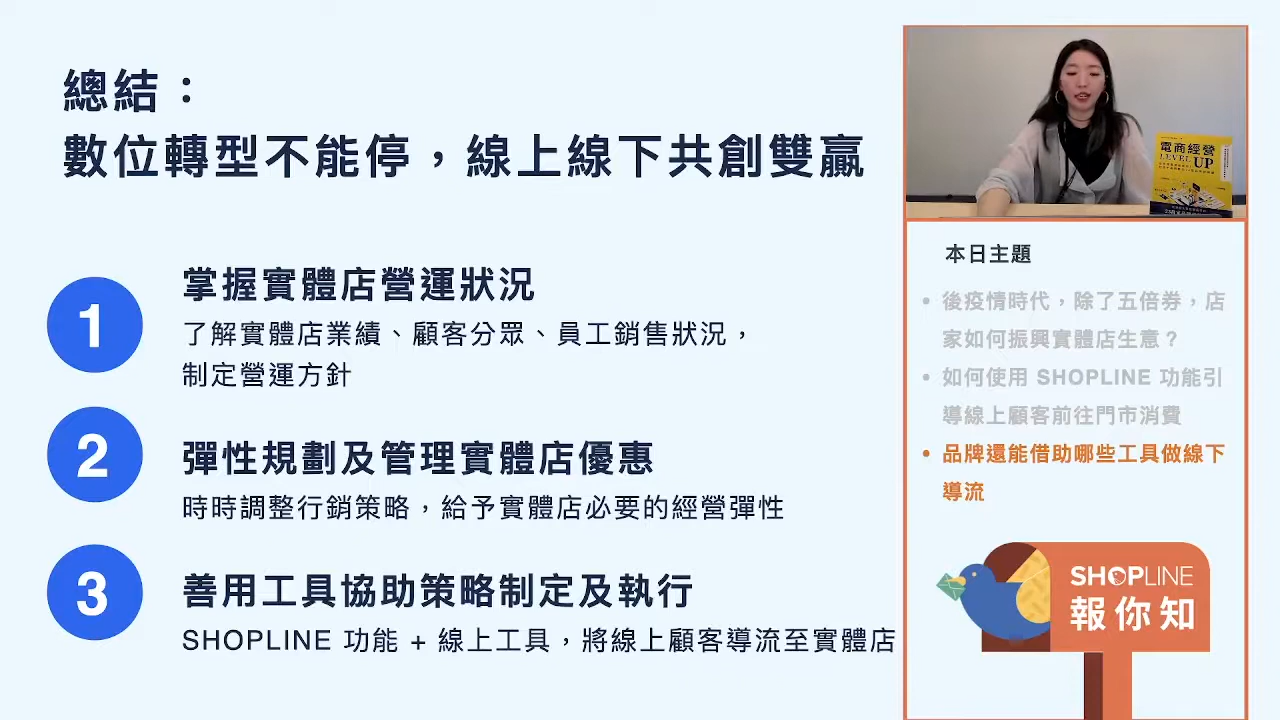 總結：
數位轉型不能停，線上線下共創雙贏
1
掌握實體店營運狀況
了解實體店業績、顧客分眾、員工銷售狀況，
制定營運方針
2
彈性規劃及管理實體店優惠
時時調整行銷策略，給予實體店必要的經營彈性
3
善用工具協助策略制定及執行
SHOPLINE 功能 + 線上工具，將線上顧客導流至實體店
電商經營
LEVEL UP
本日主題
• 後疫情時代，除了五倍券，店
家如何振興實體店生意？
• 如何使用 SHOPLINE 功能引
導線上顧客前往門市消費
• 品牌還能借助哪些工具做線下
導流
SHOPLINE
報你知